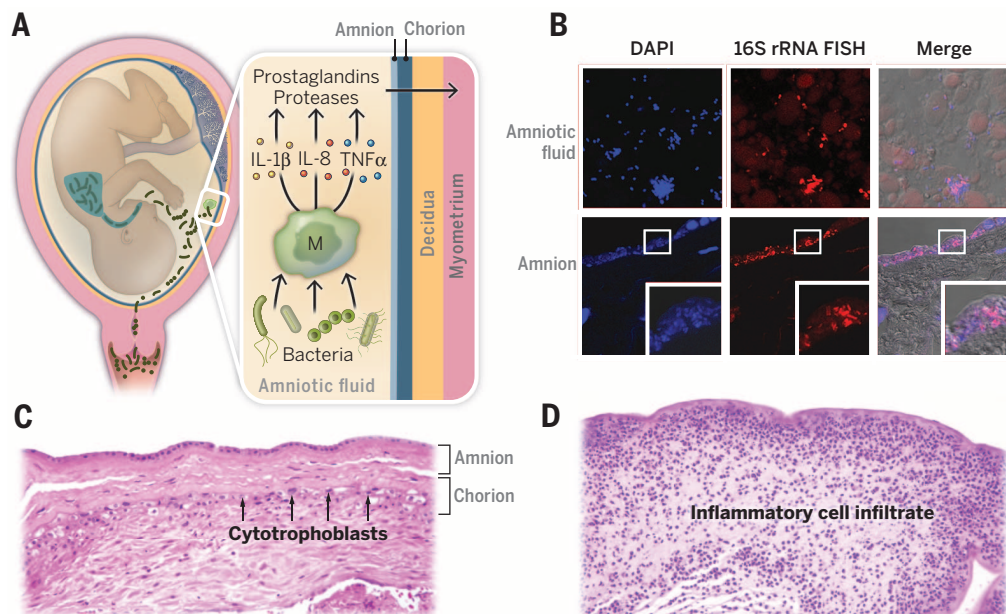 A
Amnion
Chorion
Prostaglandins
Proteases
IL-1β IL-8 TNFα
M
Bacteria
Amniotic fluid
Decidua
Myometrium
B
DAPI
16S rRNA FISH
Merge
Amniotic
fluid
Amnion
C
Amnion
Chorion
Cytotrophoblasts
D
Inflammatory cell infiltrate